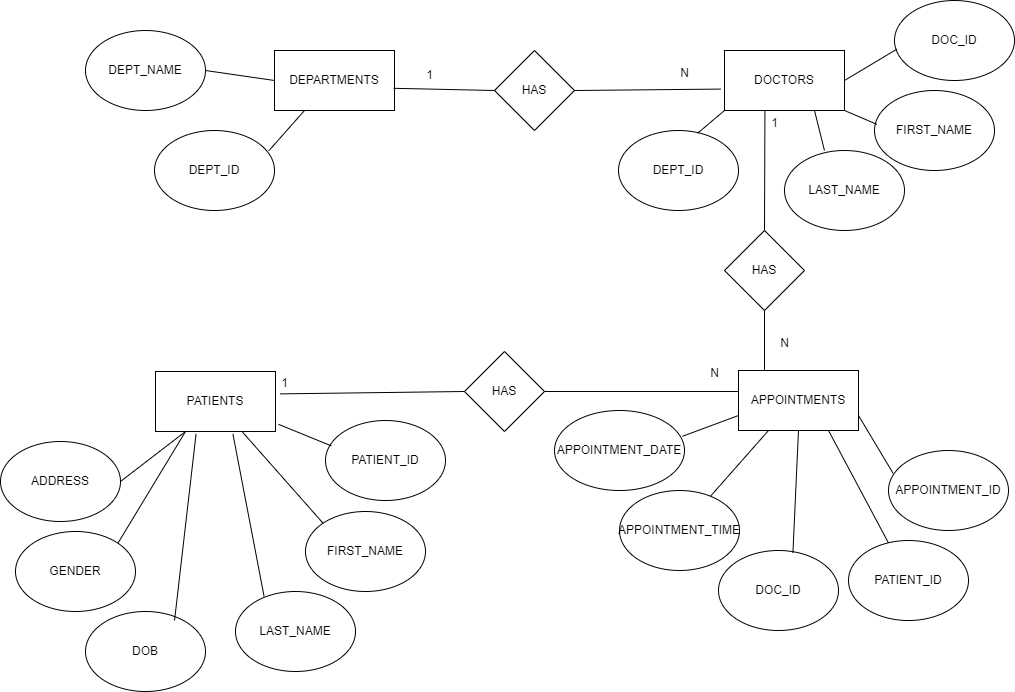 DOC_ID
DEPT_NAME
DEPARTMENTS
1
HAS
N
DOCTORS
FIRST_NAME
1
DEPT_ID
DEPT_ID
LAST_NAME
HAS
N
PATIENTS
1
HAS
N
APPOINTMENTS
ADDRESS
PATIENT_ID
APPOINTMENT_DATE
APPOINTMENT_ID
GENDER
FIRST_NAME
APPOINTMENT_TIME
DOC_ID
PATIENT_ID
DOB
LAST_NAME